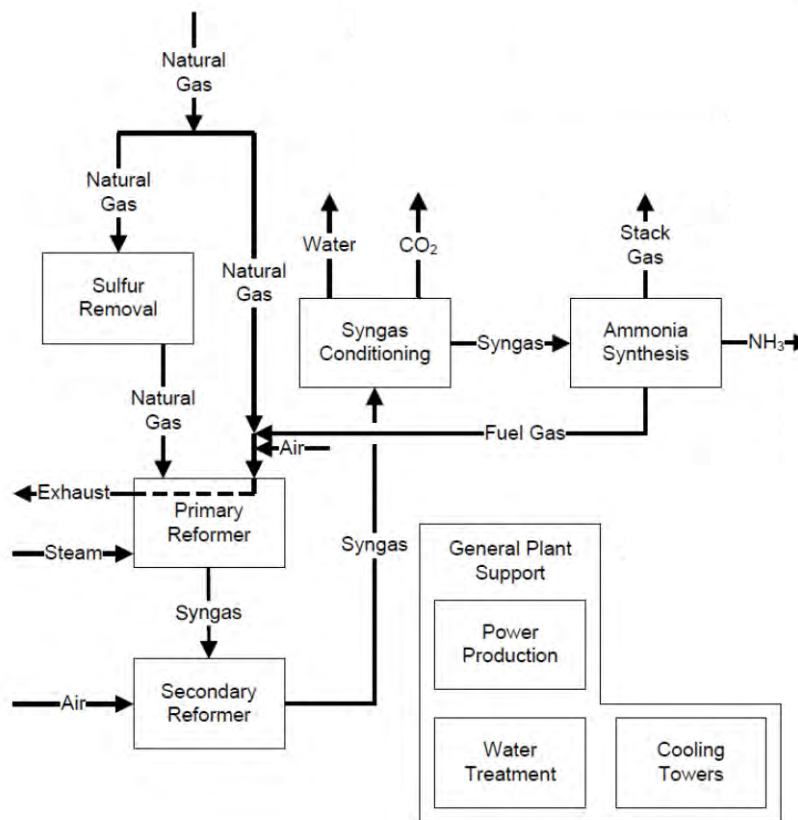 Natural
Gas
Natural
Gas
Natural
Gas
Sulfur
Removal
Natural
Gas
Water
CO₂
Stack
Gas
Syngas
Conditioning
Syngas
Ammonia
Synthesis
NH₃
Fuel Gas
Air
Exhaust
Primary
Reformer
Steam
Syngas
Syngas
Air
Secondary
Reformer
General Plant
Support
Power
Production
Water
Treatment
Cooling
Towers